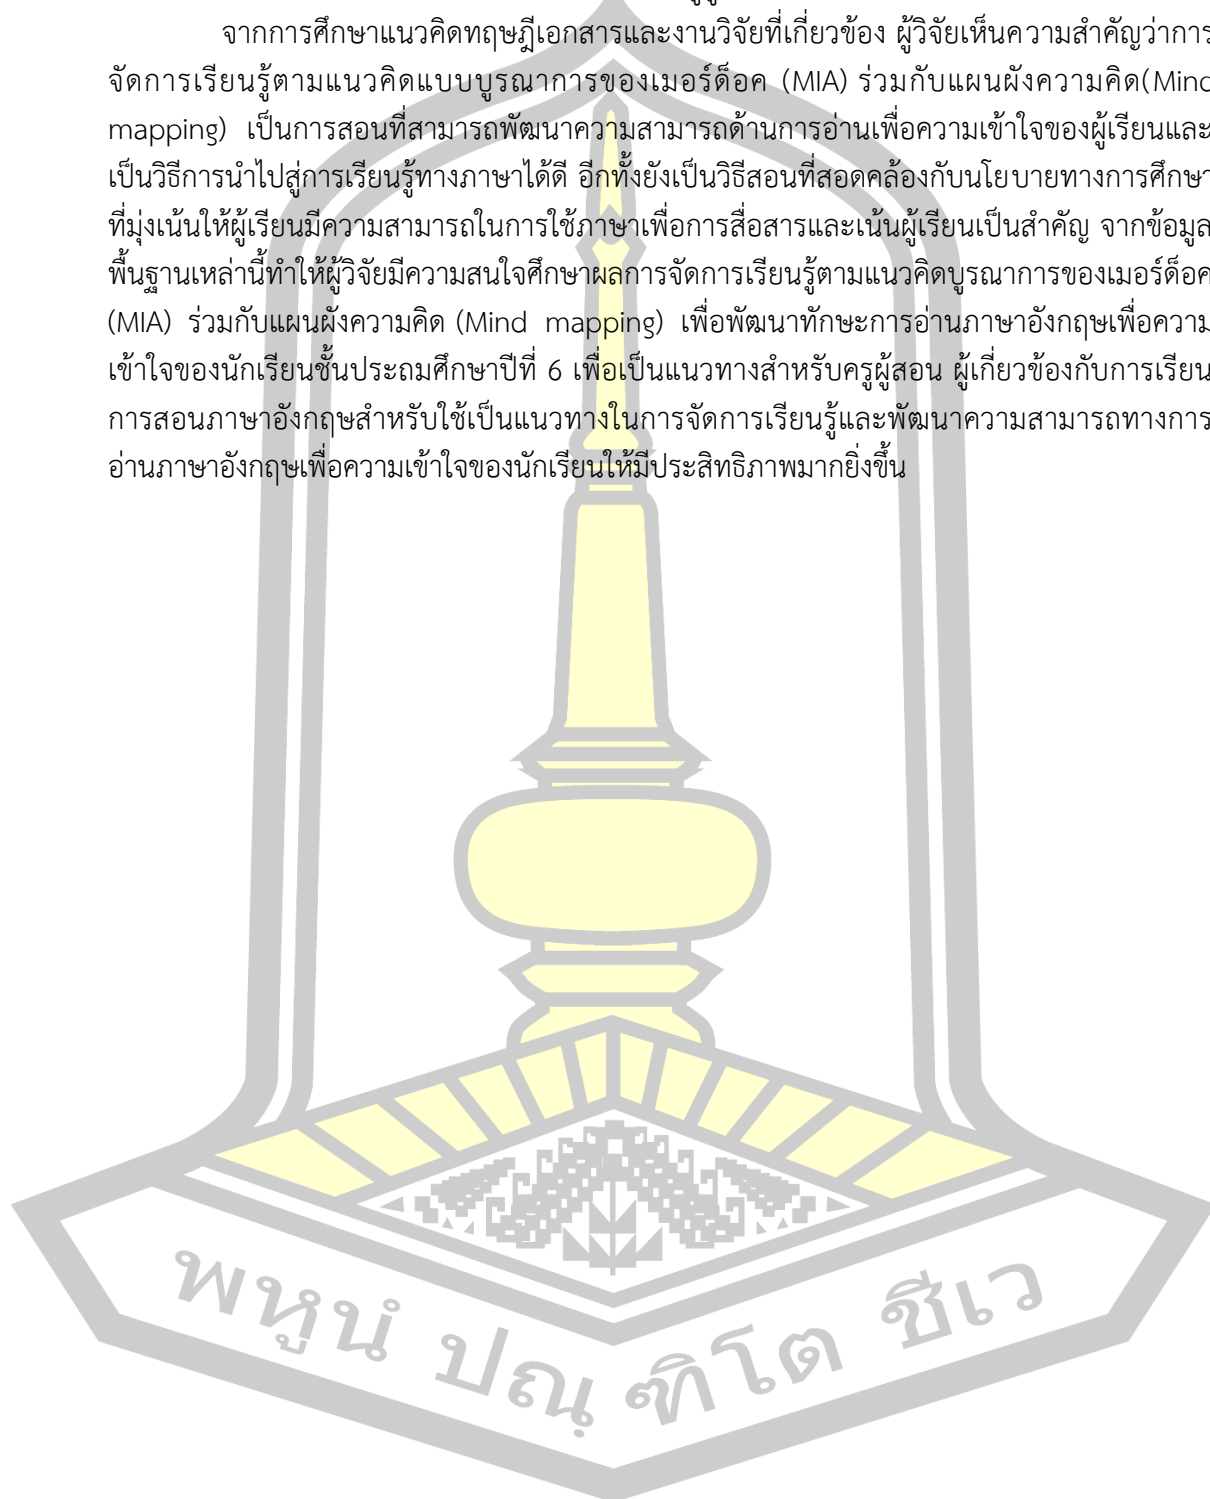 จากการศึกษาแนวคิดทฤษฎีเอกสารและงานวิจัยที่เกี่ยวข้อง ผู้วิจัยเห็นความสำคัญว่าการ
จัดการเรียนรู้ตามแนวคิดแบบบูรณาการของเมอร์ด็อค (MIA) ร่วมกับแผนผังความคิด(Mind
mapping) เป็นการสอนที่สามารถพัฒนาความสามารถด้านการอ่านเพื่อความเข้าใจของผู้เรียนและ
เป็นวิธีการนำไปสู่การเรียนรู้ทางภาษาได้ดี อีกทั้งยังเป็นวิธีสอนที่สอดคล้องกับนโยบายทางการศึกษา
ที่มุ่งเน้นให้ผู้เรียนมีความสามารถในการใช้ภาษาเพื่อการสื่อสารและเน้นผู้เรียนเป็นสำคัญ จากข้อมูล
พื้นฐานเหล่านี้ทำให้ผู้วิจัยมีความสนใจศึกษาผลการจัดการเรียนรู้ตามแนวคิดบูรณาการของเมอร์ด็อค
(MIA) ร่วมกับแผนผังความคิด (Mind mapping) เพื่อพัฒนาทักษะการอ่านภาษาอังกฤษเพื่อความ
เข้าใจของนักเรียนชั้นประถมศึกษาปีที่ 6 เพื่อเป็นแนวทางสำหรับครูผู้สอน ผู้เกี่ยวข้องกับการเรียน
การสอนภาษาอังกฤษสำหรับใช้เป็นแนวทางในการจัดการเรียนรู้และพัฒนาความสามารถทางการ
อ่านภาษาอังกฤษเพื่อความเข้าใจของนักเรียนให้มีประสิทธิภาพมากยิ่งขึ้น
พหูนํ ปณฺฑิโต ชีเว